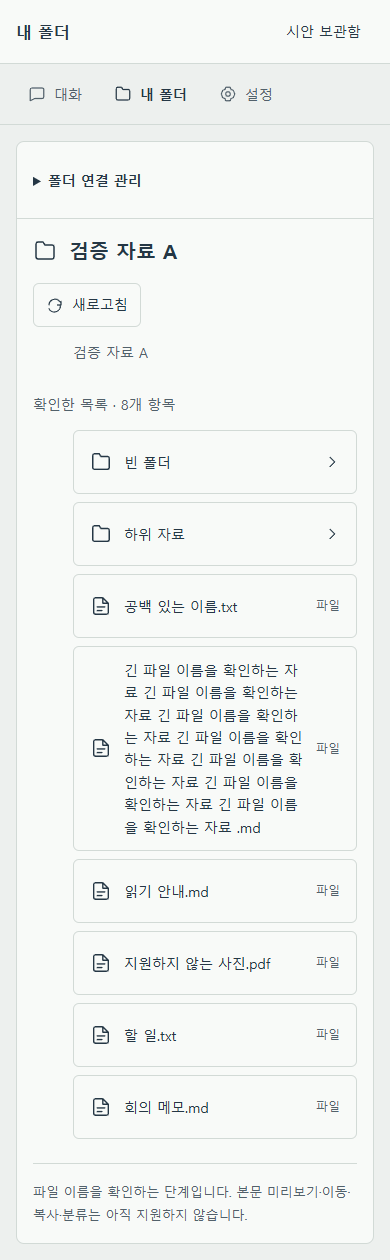 내 폴더
시안 보관함
대화
내 폴더
설정
▶ 폴더 연결 관리
검증 자료 A
새로고침
검증 자료 A
확인한 목록 · 8개 항목
빈 폴더
하위 자료
공백 있는 이름.txt
파일
긴 파일 이름을 확인하는 자
료 긴 파일 이름을 확인하는
자료 긴 파일 이름을 확인하
는 자료 긴 파일 이름을 확인
하는 자료 긴 파일 이름을 확
인하는 자료 긴 파일 이름을
확인하는 자료 긴 파일 이름
을 확인하는 자료 .md
파일
읽기 안내.md
파일
지원하지 않는 사진.pdf
파일
할 일.txt
파일
회의 메모.md
파일
파일 이름을 확인하는 단계입니다. 본문 미리보기·이동·
복사·분류는 아직 지원하지 않습니다.